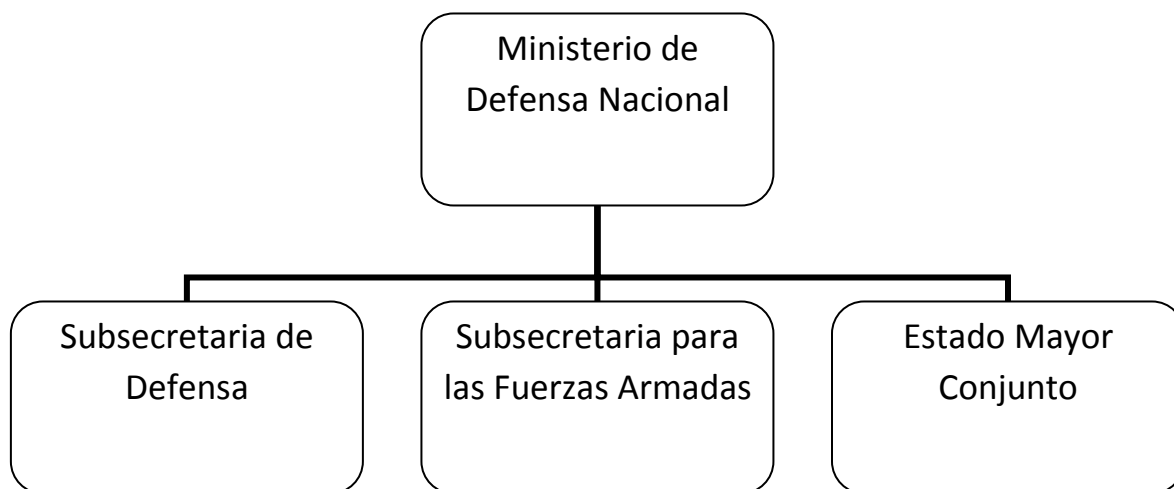 Ministerio de
Defensa Nacional
Subsecretaria de
Defensa
Subsecretaria para
las Fuerzas Armadas
Estado Mayor
Conjunto